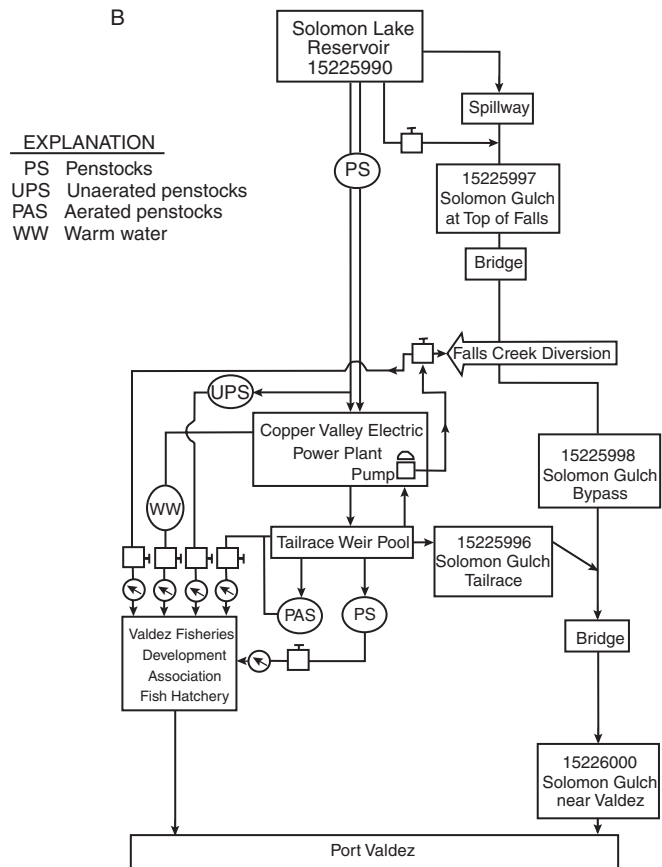 B
Solomon Lake
Reservoir
15225990
Spillway
EXPLANATION
PS Penstocks
UPS Unaerated penstocks
PAS Aerated penstocks
WW Warm water
PS
15225997
Solomon Gulch
at Top of Falls
Bridge
Falls Creek Diversion
UPS
Copper Valley Electric
Power Plant
Pump
15225998
Solomon Gulch
Bypass
WW
Tailrace Weir Pool
15225996
Solomon Gulch
Tailrace
PAS
PS
Valdez Fisheries
Development
Association
Fish Hatchery
Bridge
15226000
Solomon Gulch
near Valdez
Port Valdez